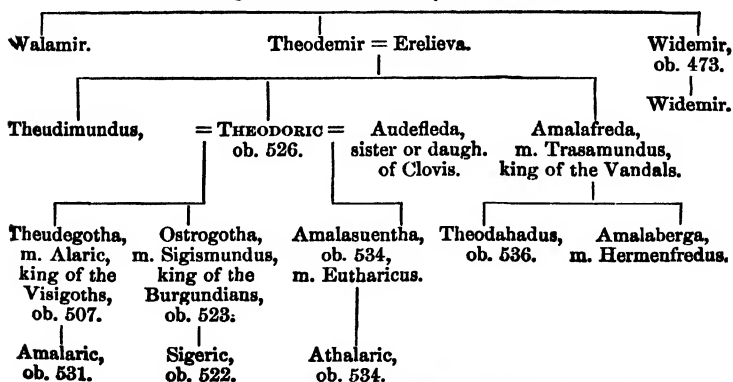 Walamir. Theodemir = Erelieva. Widemir,
ob. 473.
Widemir.
Theudimundus, = THEODORIC = Audefleda, Amalafreda,
ob. 526. sister or daugh. m. Trasamundus,
of Clovis. king of the Vandals.
Theudegotha, Ostrogotha, Amalasuentha, Theodahadus, Amalaberga,
m. Alaric, m. Sigismundus, ob. 534, ob. 536. m. Hermenfredus.
king of the king of the m. Eutharicus.
Visigoths, Burgundians,
ob. 507. ob. 523.
Amalaric, Sigeric, Athalaric,
ob. 531. ob. 522. ob. 534.